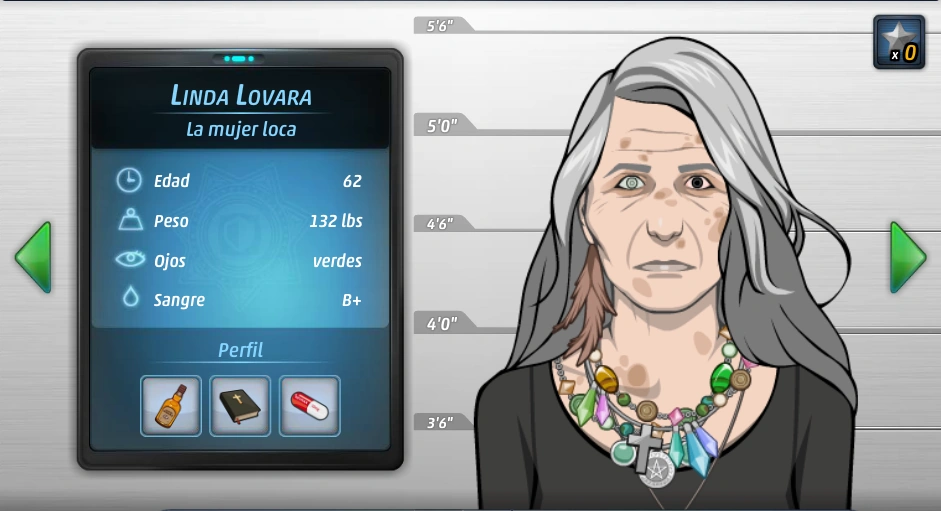 5'6"
x 0
LINDA LOVARA
La mujer loca
5'0"
Edad 62
Peso 132 lbs
4'6"
Ojos verdes
Sangre B+
4'0"
Perfil
3'6"